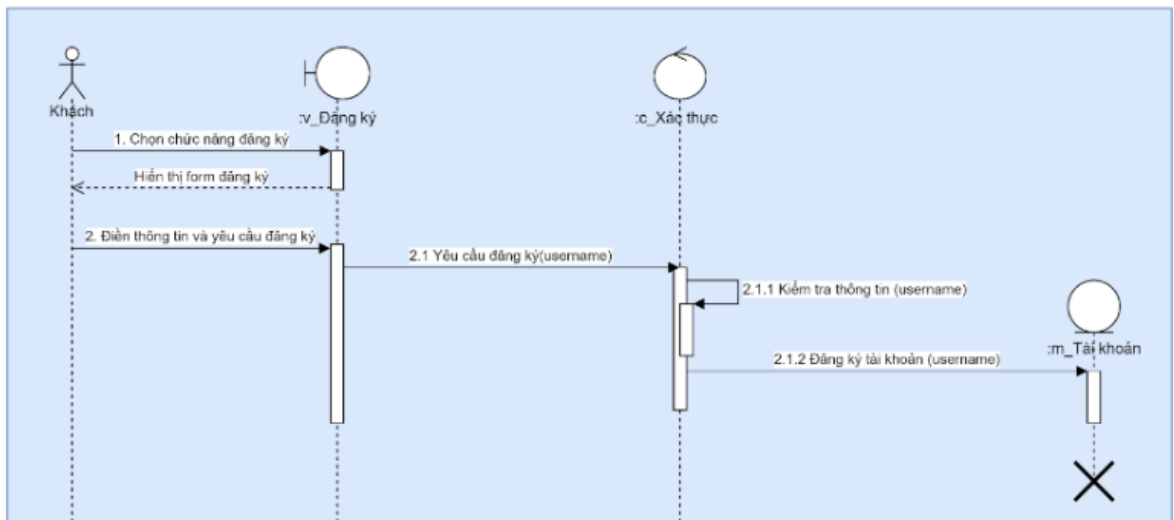 Khách
:v_Đăng ký
:c_Xác thực
1. Chọn chức năng đăng ký
Hiển thị form đăng ký
2. Điền thông tin và yêu cầu đăng ký
2.1 Yêu cầu đăng ký(username)
2.1.1 Kiểm tra thông tin (username)
:m_Tài khoản
2.1.2 Đăng ký tài khoản (username)